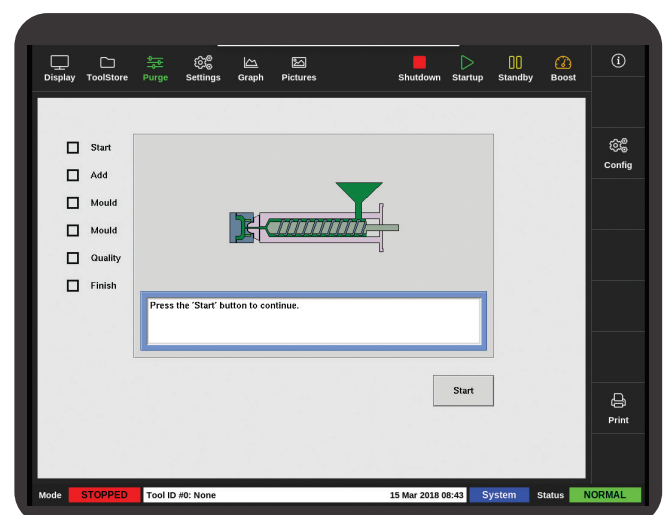 Display ToolStore Purge Settings Graph Pictures Shutdown Startup Standby Boost
Config
Start
Add
Mould
Mould
Quality
Finish
Press the 'Start' button to continue.
Start
Print
Mode STOPPED Tool ID #0: None 15 Mar 2018 08:43 System Status NORMAL